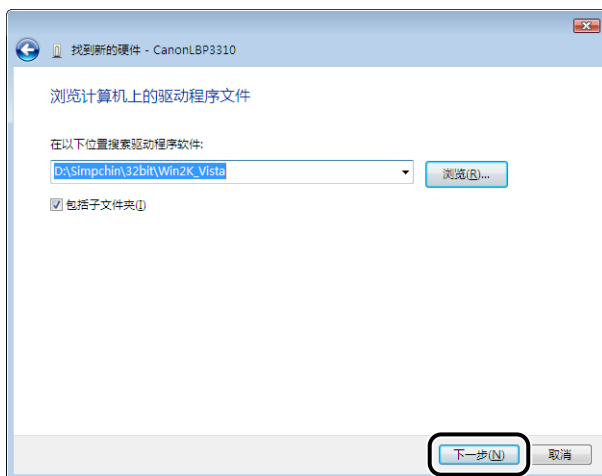 找到新的硬件 - CanonLBP3310
浏览计算机上的驱动程序文件
在以下位置搜索驱动程序软件:
D:\Simpchin\32bit\Win2K_Vista
浏览(R)...
包括子文件夹(I)
下一步(N)
取消